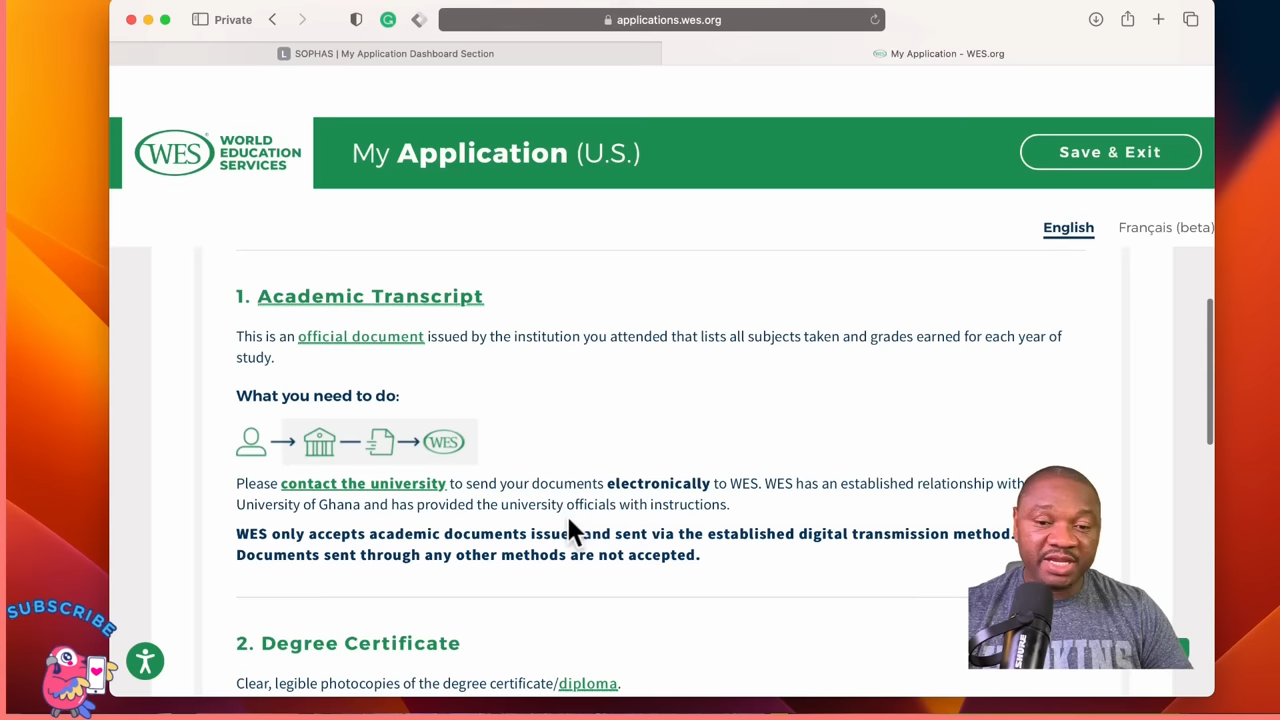 Private
applications.wes.org
SOPHAS | My Application Dashboard Section
My Application - WES.org
WES
WORLD
EDUCATION
SERVICES
My Application (U.S.)
Save & Exit
English
Français (beta)
1. Academic Transcript
This is an official document issued by the institution you attended that lists all subjects taken and grades earned for each year of
study.
What you need to do:
WES
Please contact the university to send your documents electronically to WES. WES has an established relationship with
University of Ghana and has provided the university officials with instructions.
WES only accepts academic documents issued and sent via the established digital transmission method.
Documents sent through any other methods are not accepted.
2. Degree Certificate
Clear, legible photocopies of the degree certificate/diploma.
SUBSCRIBE
SHURE